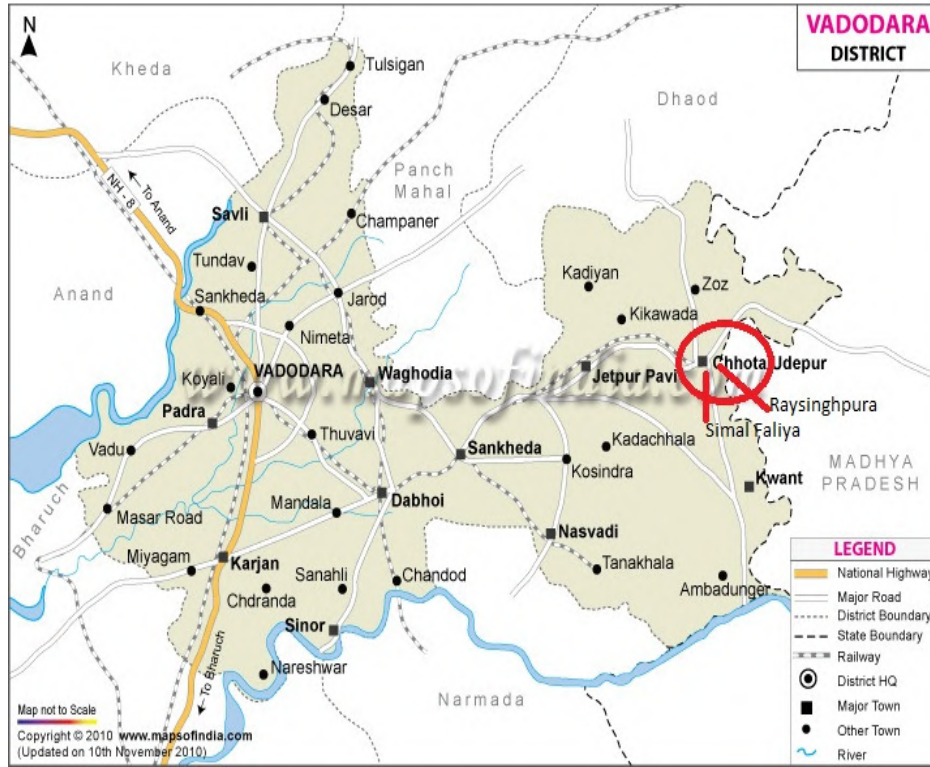 N
VADODARA
DISTRICT
Kheda
Tulsigan
Desar
Dhaod
NH - 8
To Anand
Panch
Mahal
Savli
Champaner
Tundav
Anand
Sankheda
Jarod
Kadiyan
Zoz
Nimeta
Kikawada
www.mapsofindia.com
VADODARA
Koyali
Waghodia
Jetpur Pavi
Chhota Udepur
Padra
Raysinghpura
Simal Faliya
Thuvavi
Vadu
Sankheda
Kadachhala
Kosindra
MADHYA
PRADESH
Kwant
Bharuch
Masar Road
Mandala
Dabhoi
Nasvadi
Miyagam
Karjan
Tanakhala
Sanahli
Chandod
Ambadunger
Chdranda
Sinor
Nareshwar
To Bharuch
Narmada
LEGEND
National Highway
Major Road
District Boundary
State Boundary
Railway
District HQ
Major Town
Other Town
River
Map not to Scale
Copyright © 2010 www.mapsofindia.com
(Updated on 10th November 2010)